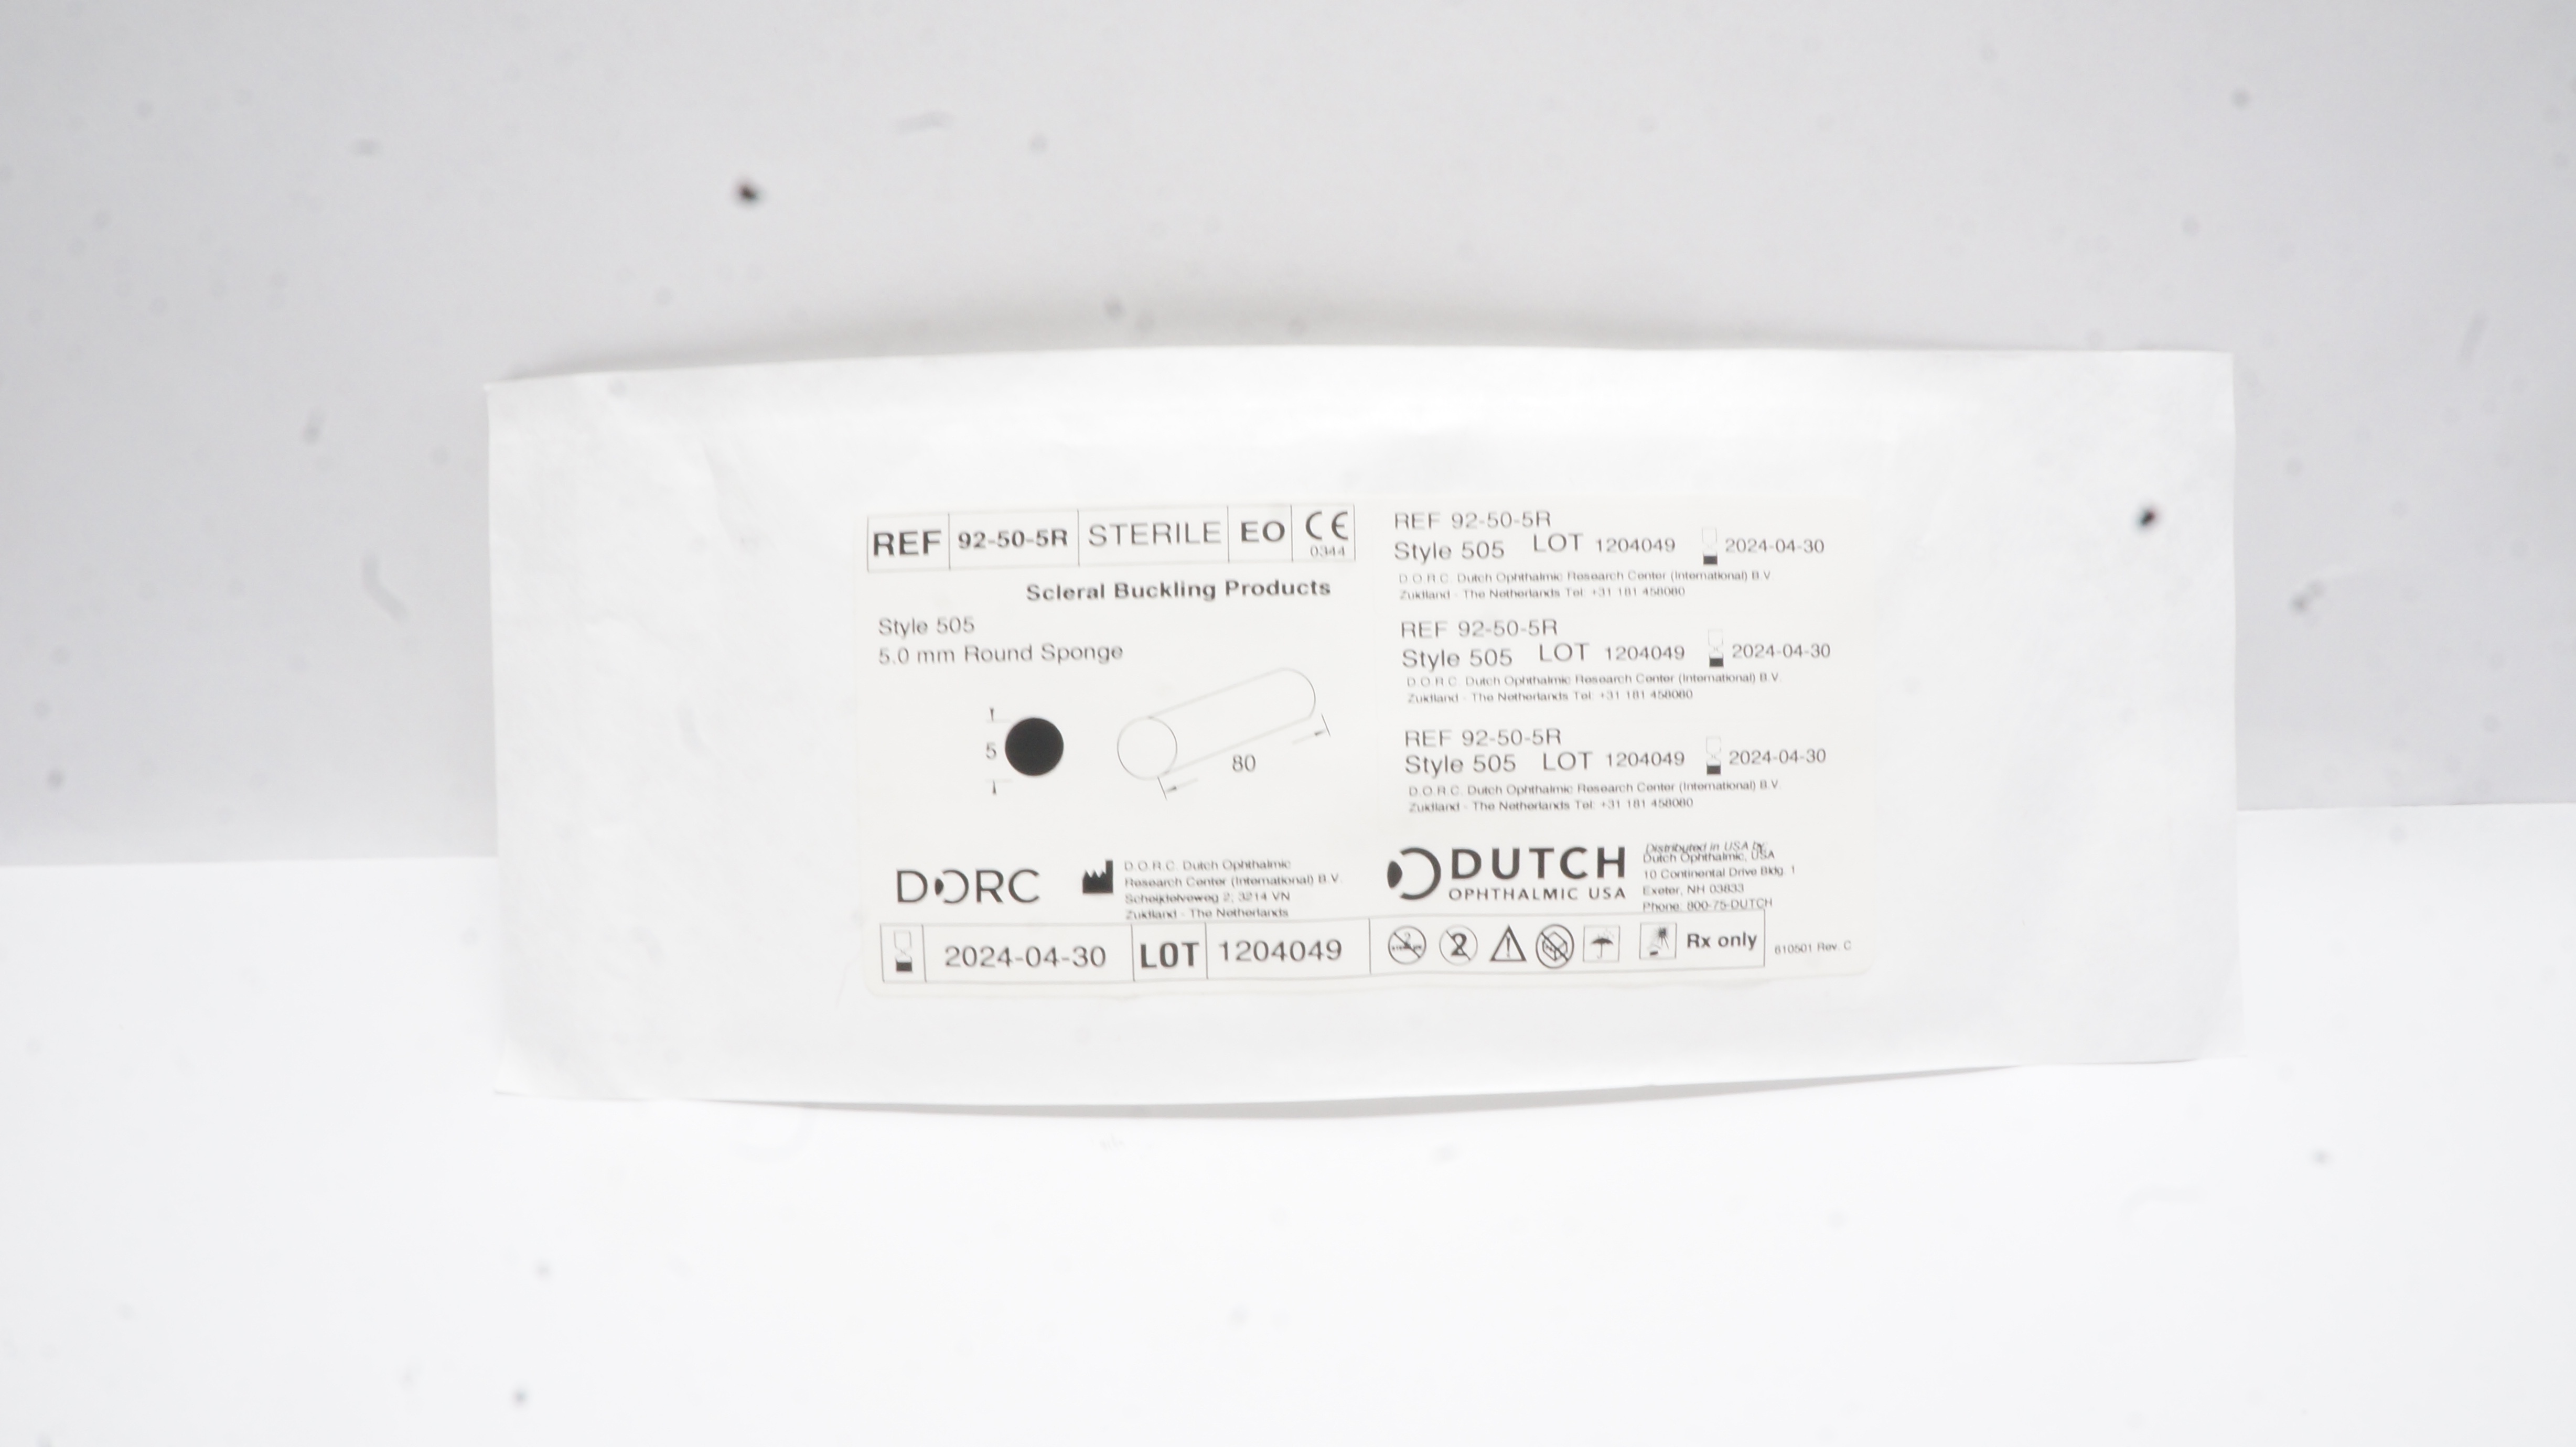 REF 92-50-5R STERILE EO CE 0344
Scleral Buckling Products
Style 505
5.0 mm Round Sponge
5
80
DORC
D.O.R.C. Dutch Ophthalmic
Research Center (International) B.V.
Scheijdelveweg 2, 3214 VN
Zuidland - The Netherlands
2024-04-30 LOT 1204049
REF 92-50-5R
Style 505 LOT 1204049 2024-04-30
D.O.R.C. Dutch Ophthalmic Research Center (International) B.V.
Zuidland - The Netherlands Tel: +31 181 458080
REF 92-50-5R
Style 505 LOT 1204049 2024-04-30
D.O.R.C. Dutch Ophthalmic Research Center (International) B.V.
Zuidland - The Netherlands Tel: +31 181 458080
REF 92-50-5R
Style 505 LOT 1204049 2024-04-30
D.O.R.C. Dutch Ophthalmic Research Center (International) B.V.
Zuidland - The Netherlands Tel: +31 181 458080
DUTCH
OPHTHALMIC USA
Distributed in USA by:
Dutch Ophthalmic, USA
10 Continental Drive Bldg. 1
Exeter, NH 03833
Phone: 800-75-DUTCH
2 Rx only 610501 Rev. C